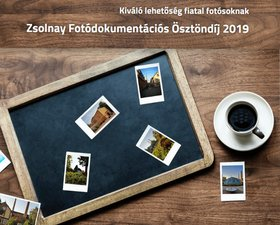 Kiváló lehetőség fiatal fotósoknak
Zsolnay Fotódokumentációs Ösztöndíj 2019